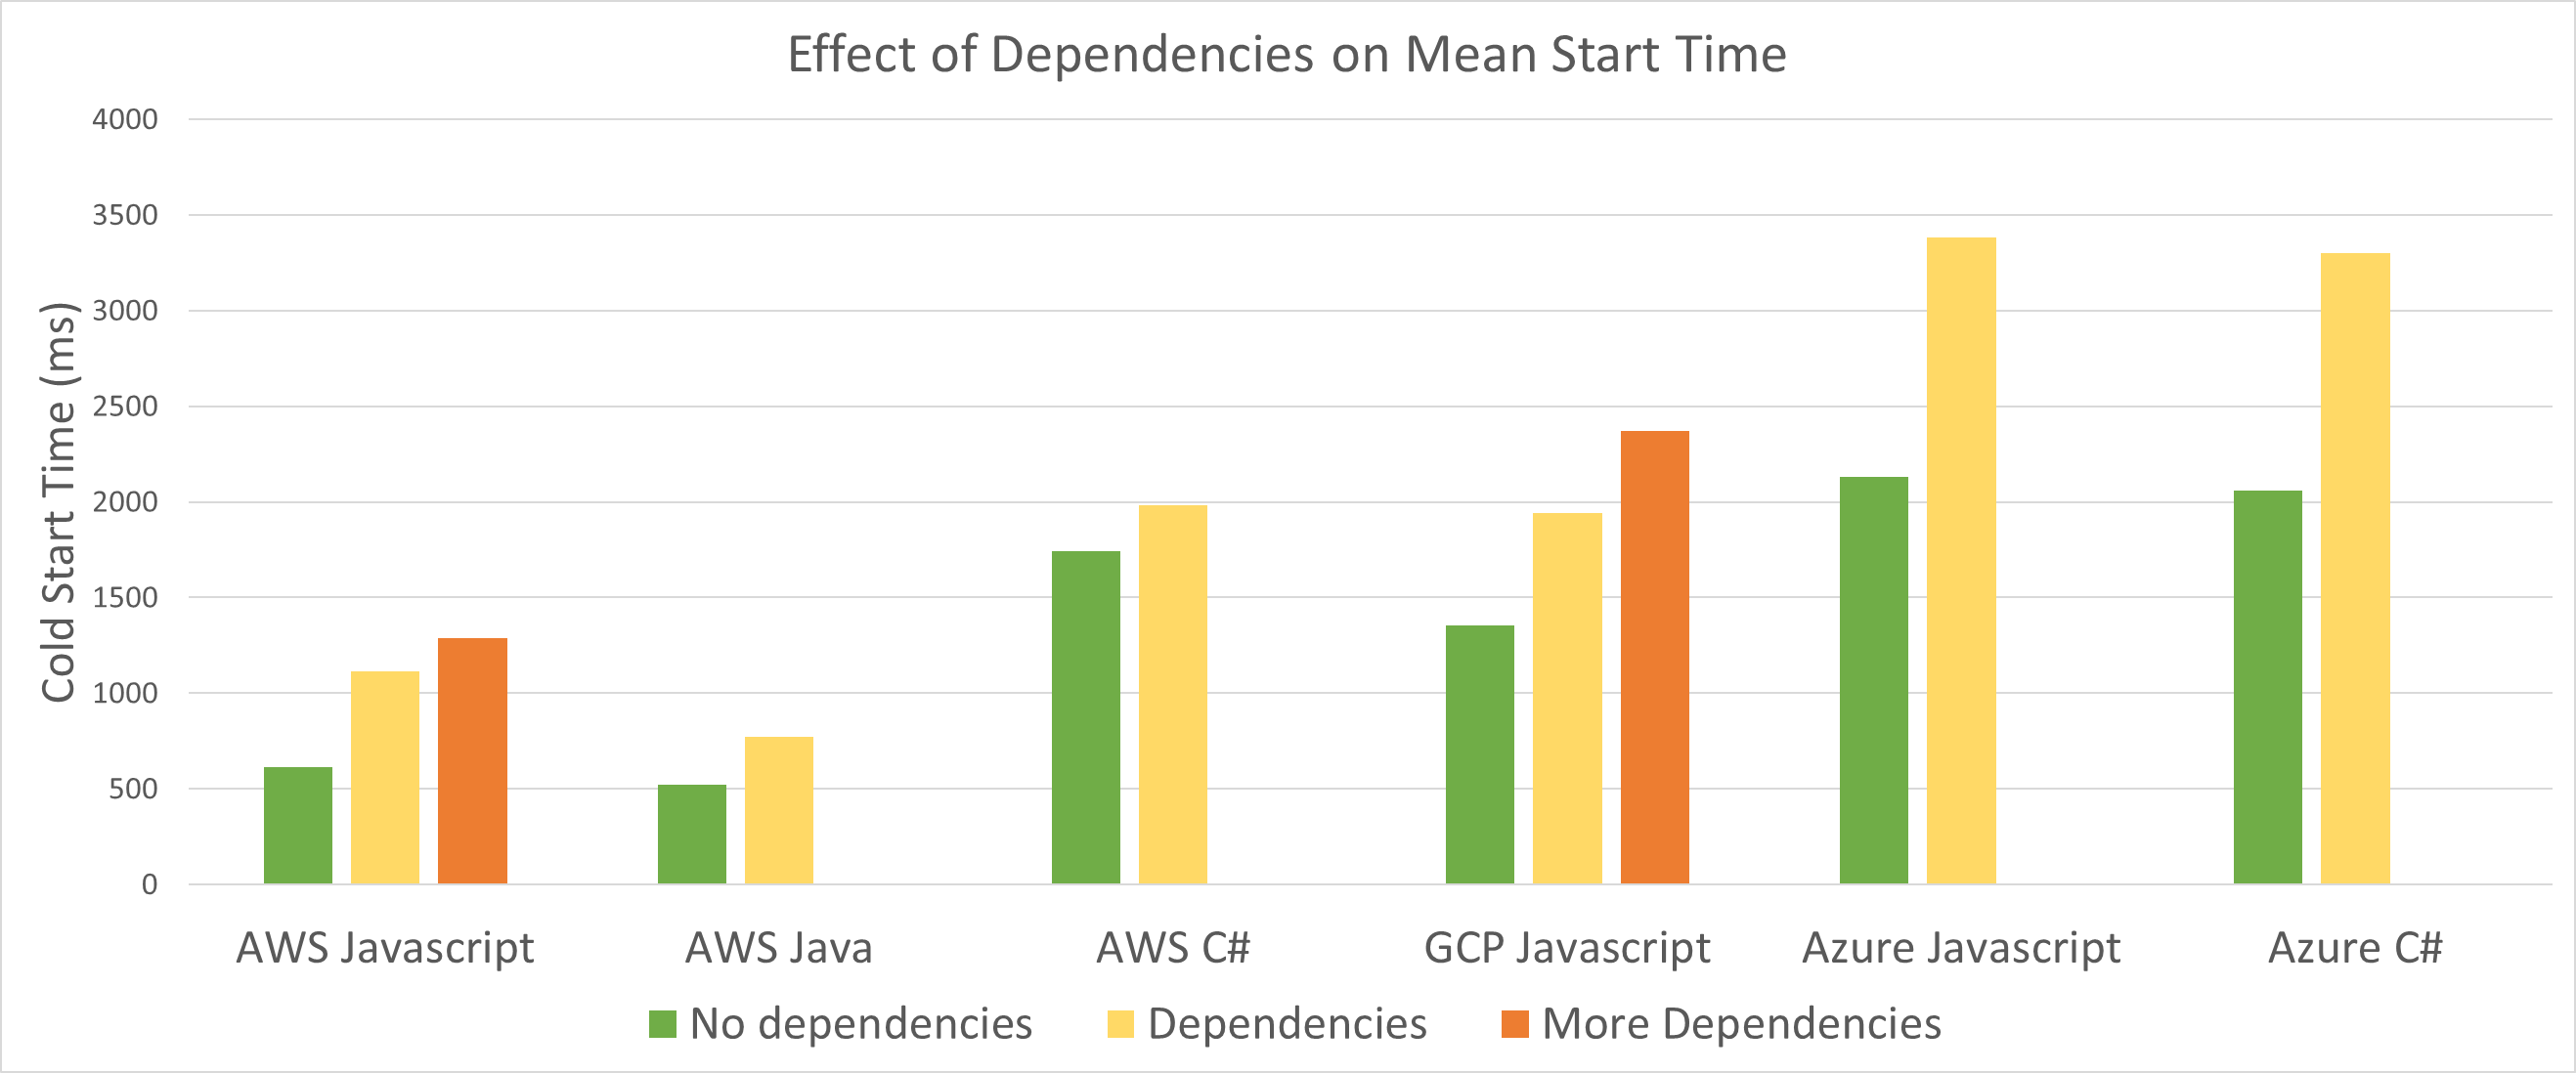 Effect of Dependencies on Mean Start Time
Cold Start Time (ms)
4000
3500
3000
2500
2000
1500
1000
500
0
AWS Javascript AWS Java AWS C# GCP Javascript Azure Javascript Azure C#
No dependencies Dependencies More Dependencies